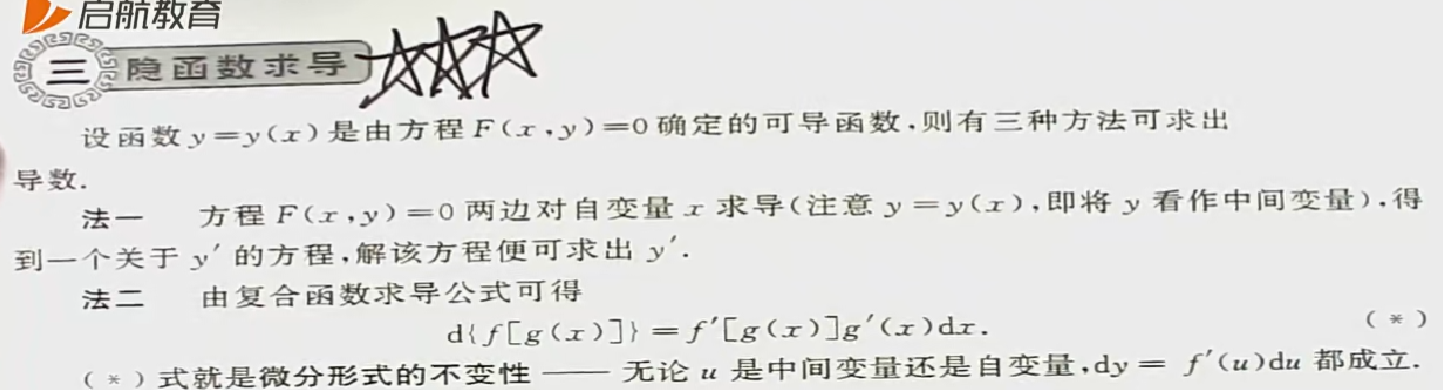 启航教育
三 隐函数求导
设函数 y=y(x) 是由方程 F(x,y)=0 确定的可导函数,则有三种方法可求出
导数.
法一 方程 F(x,y)=0 两边对自变量 x 求导(注意 y=y(x),即将 y 看作中间变量),得
到一个关于 y′ 的方程,解该方程便可求出 y′.
法二 由复合函数求导公式可得
d{f[g(x)]}=f′[g(x)]g′(x)dx. (*)
(*)式就是微分形式的不变性 —— 无论 u 是中间变量还是自变量,dy= f′(u)du 都成立.